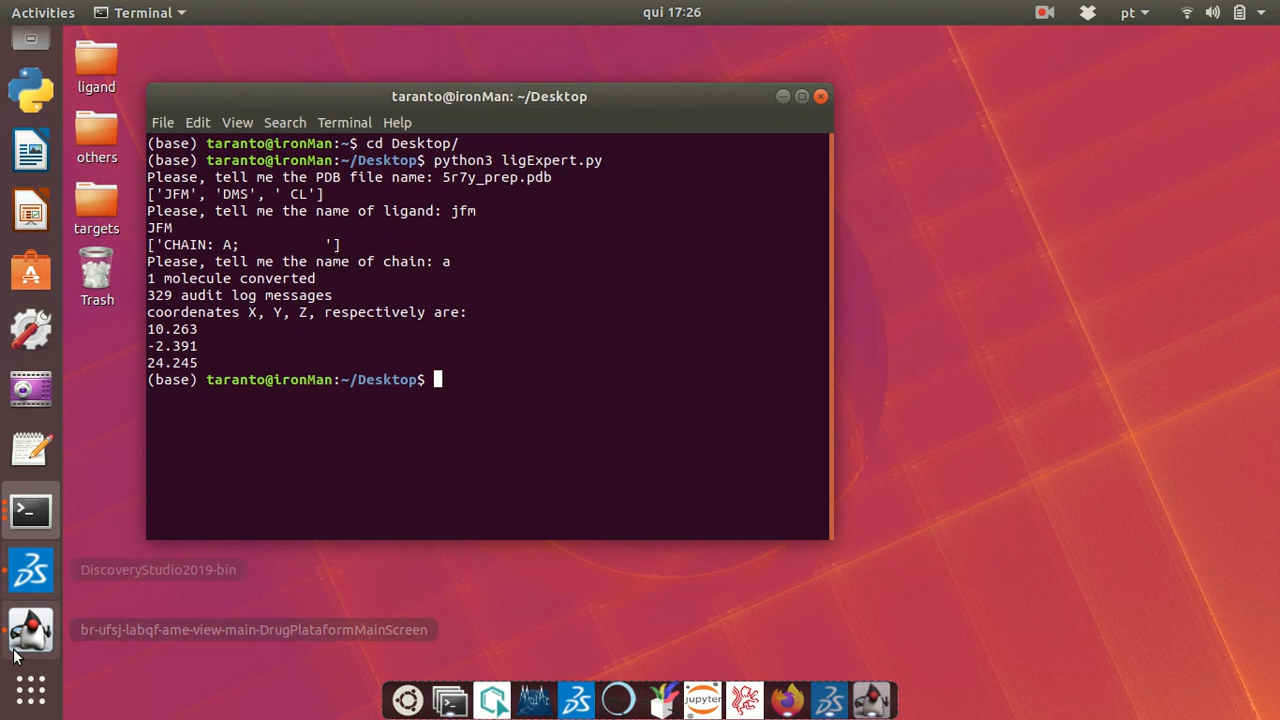 Activities
Terminal
qui 17:26
pt
ligand
others
targets
Trash
taranto@ironMan: ~/Desktop
File Edit View Search Terminal Help
(base) taranto@ironMan:~$ cd Desktop/
(base) taranto@ironMan:~/Desktop$ python3 ligExpert.py
Please, tell me the PDB file name: 5r7y_prep.pdb
['JFM', 'DMS', ' CL']
Please, tell me the name of ligand: jfm
JFM
['CHAIN: A;          ']
Please, tell me the name of chain: a
1 molecule converted
329 audit log messages
coordenates X, Y, Z, respectively are:
10.263
-2.391
24.245
(base) taranto@ironMan:~/Desktop$
DiscoveryStudio2019-bin
br-ufsj-labqf-ame-view-main-DrugPlataformMainScreen
jupyter